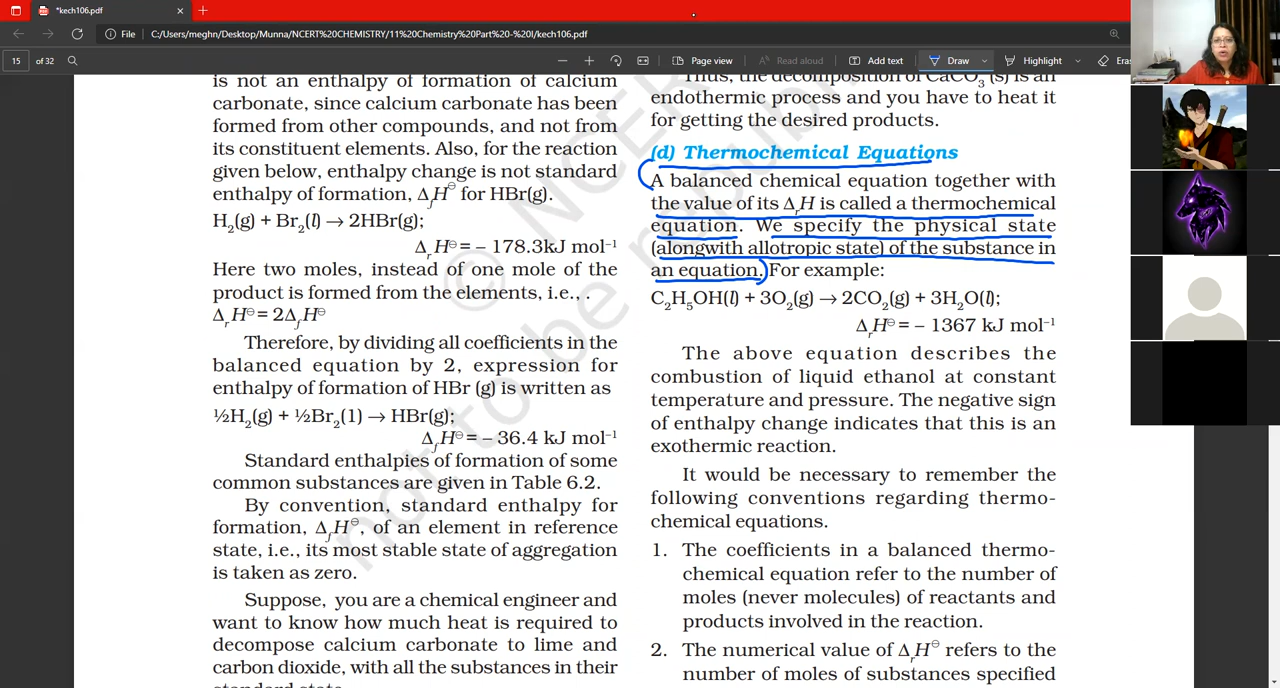 *kech106.pdf
File
C:/Users/meghn/Desktop/Munna/NCERT%20CHEMISTRY/11%20Chemistry%20Part%20-%20I/kech106.pdf
15 of 32
Page view
Read aloud
Add text
Draw
Highlight
is not an enthalpy of formation of calcium
carbonate, since calcium carbonate has been
formed from other compounds, and not from
its constituent elements. Also, for the reaction
given below, enthalpy change is not standard
enthalpy of formation, ΔfH⊖ for HBr(g).
H2(g) + Br2(l) → 2HBr(g);
ΔrH⊖ = – 178.3kJ mol–1
Here two moles, instead of one mole of the
product is formed from the elements, i.e., .
ΔrH⊖ = 2ΔfH⊖
Therefore, by dividing all coefficients in the
balanced equation by 2, expression for
enthalpy of formation of HBr (g) is written as
½H2(g) + ½Br2(1) → HBr(g);
ΔfH⊖ = – 36.4 kJ mol–1
Standard enthalpies of formation of some
common substances are given in Table 6.2.
By convention, standard enthalpy for
formation, ΔfH⊖, of an element in reference
state, i.e., its most stable state of aggregation
is taken as zero.
Suppose, you are a chemical engineer and
want to know how much heat is required to
decompose calcium carbonate to lime and
carbon dioxide, with all the substances in their
standard state.
Thus, the decomposition of CaCO3 (s) is an
endothermic process and you have to heat it
for getting the desired products.
(d) Thermochemical Equations
A balanced chemical equation together with
the value of its ΔrH is called a thermochemical
equation. We specify the physical state
(alongwith allotropic state) of the substance in
an equation. For example:
C2H5OH(l) + 3O2(g) → 2CO2(g) + 3H2O(l);
ΔrH⊖ = – 1367 kJ mol–1
The above equation describes the
combustion of liquid ethanol at constant
temperature and pressure. The negative sign
of enthalpy change indicates that this is an
exothermic reaction.
It would be necessary to remember the
following conventions regarding thermo-
chemical equations.
1. The coefficients in a balanced thermo-
chemical equation refer to the number of
moles (never molecules) of reactants and
products involved in the reaction.
2. The numerical value of ΔrH⊖ refers to the
number of moles of substances specified